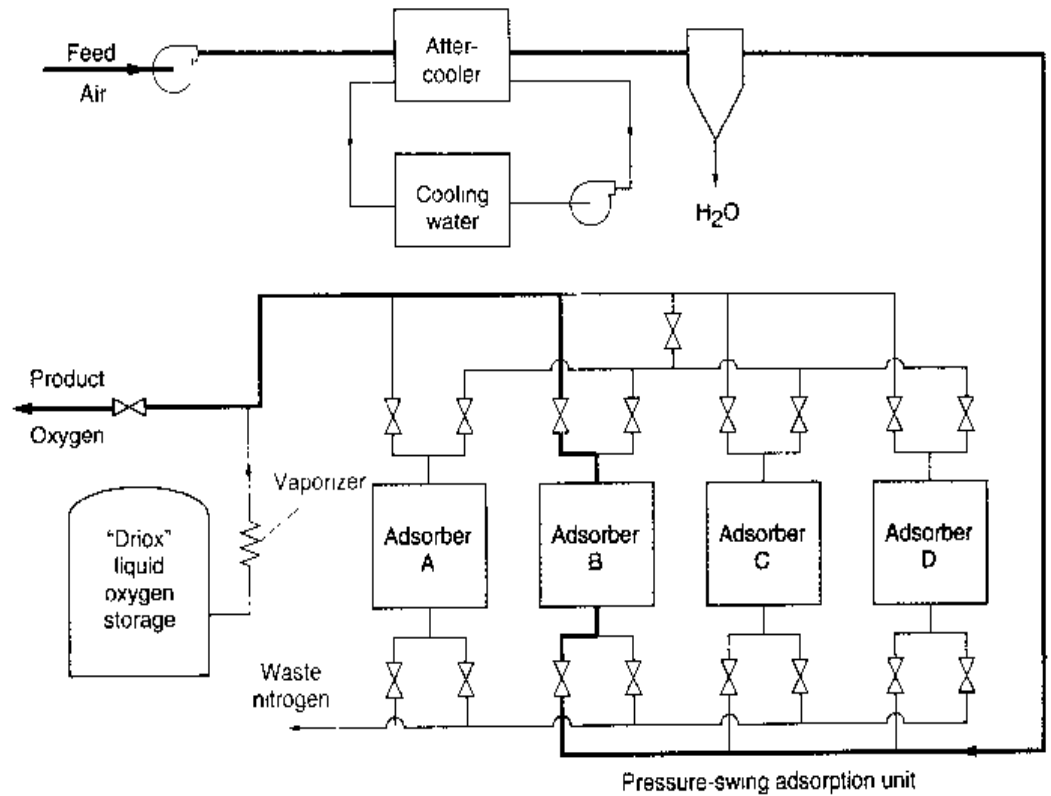 Feed
Air
Atter-
cooler
Cooling
water
H2O
Product
Oxygen
Vaporizer
"Driox"
liquid
oxygen
storage
Adsorber
A
Adsorber
B
Adsorber
C
Adsorber
D
Waste
nitrogen
Pressure-swing adsorption unit